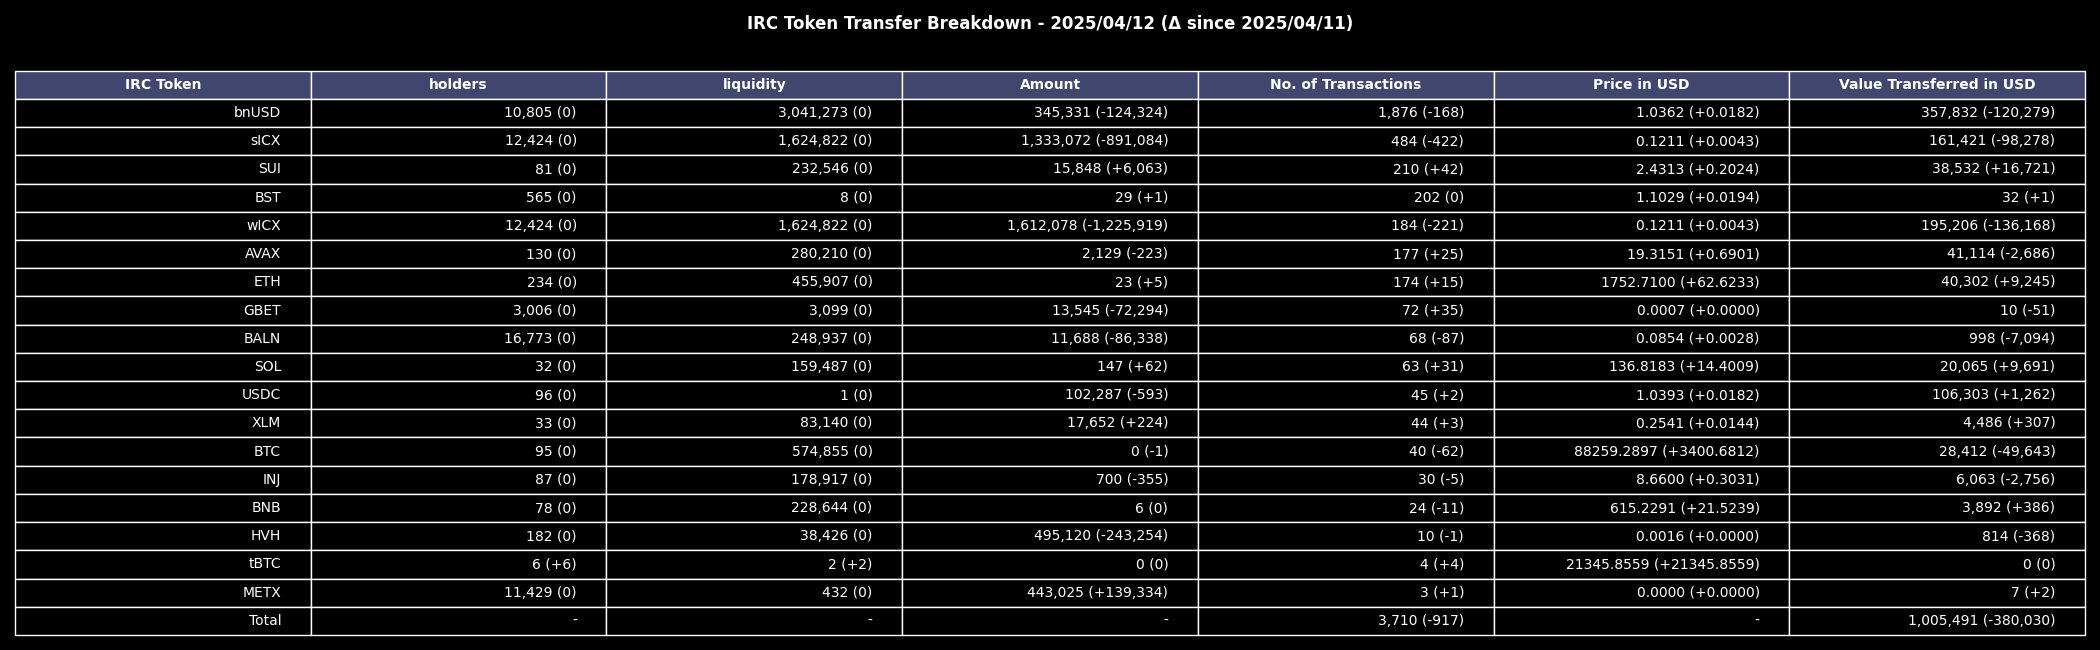 IRC Token Transfer Breakdown - 2025/04/12 (Δ since 2025/04/11)
IRC Token holders liquidity Amount No. of Transactions Price in USD Value Transferred in USD
bnUSD 10,805 (0) 3,041,273 (0) 345,331 (-124,324) 1,876 (-168) 1.0362 (+0.0182) 357,832 (-120,279)
sICX 12,424 (0) 1,624,822 (0) 1,333,072 (-891,084) 484 (-422) 0.1211 (+0.0043) 161,421 (-98,278)
SUI 81 (0) 232,546 (0) 15,848 (+6,063) 210 (+42) 2.4313 (+0.2024) 38,532 (+16,721)
BST 565 (0) 8 (0) 29 (+1) 202 (0) 1.1029 (+0.0194) 32 (+1)
wICX 12,424 (0) 1,624,822 (0) 1,612,078 (-1,225,919) 184 (-221) 0.1211 (+0.0043) 195,206 (-136,168)
AVAX 130 (0) 280,210 (0) 2,129 (-223) 177 (+25) 19.3151 (+0.6901) 41,114 (-2,686)
ETH 234 (0) 455,907 (0) 23 (+5) 174 (+15) 1752.7100 (+62.6233) 40,302 (+9,245)
GBET 3,006 (0) 3,099 (0) 13,545 (-72,294) 72 (+35) 0.0007 (+0.0000) 10 (-51)
BALN 16,773 (0) 248,937 (0) 11,688 (-86,338) 68 (-87) 0.0854 (+0.0028) 998 (-7,094)
SOL 32 (0) 159,487 (0) 147 (+62) 63 (+31) 136.8183 (+14.4009) 20,065 (+9,691)
USDC 96 (0) 1 (0) 102,287 (-593) 45 (+2) 1.0393 (+0.0182) 106,303 (+1,262)
XLM 33 (0) 83,140 (0) 17,652 (+224) 44 (+3) 0.2541 (+0.0144) 4,486 (+307)
BTC 95 (0) 574,855 (0) 0 (-1) 40 (-62) 88259.2897 (+3400.6812) 28,412 (-49,643)
INJ 87 (0) 178,917 (0) 700 (-355) 30 (-5) 8.6600 (+0.3031) 6,063 (-2,756)
BNB 78 (0) 228,644 (0) 6 (0) 24 (-11) 615.2291 (+21.5239) 3,892 (+386)
HVH 182 (0) 38,426 (0) 495,120 (-243,254) 10 (-1) 0.0016 (+0.0000) 814 (-368)
tBTC 6 (+6) 2 (+2) 0 (0) 4 (+4) 21345.8559 (+21345.8559) 0 (0)
METX 11,429 (0) 432 (0) 443,025 (+139,334) 3 (+1) 0.0000 (+0.0000) 7 (+2)
Total - - - 3,710 (-917) - 1,005,491 (-380,030)